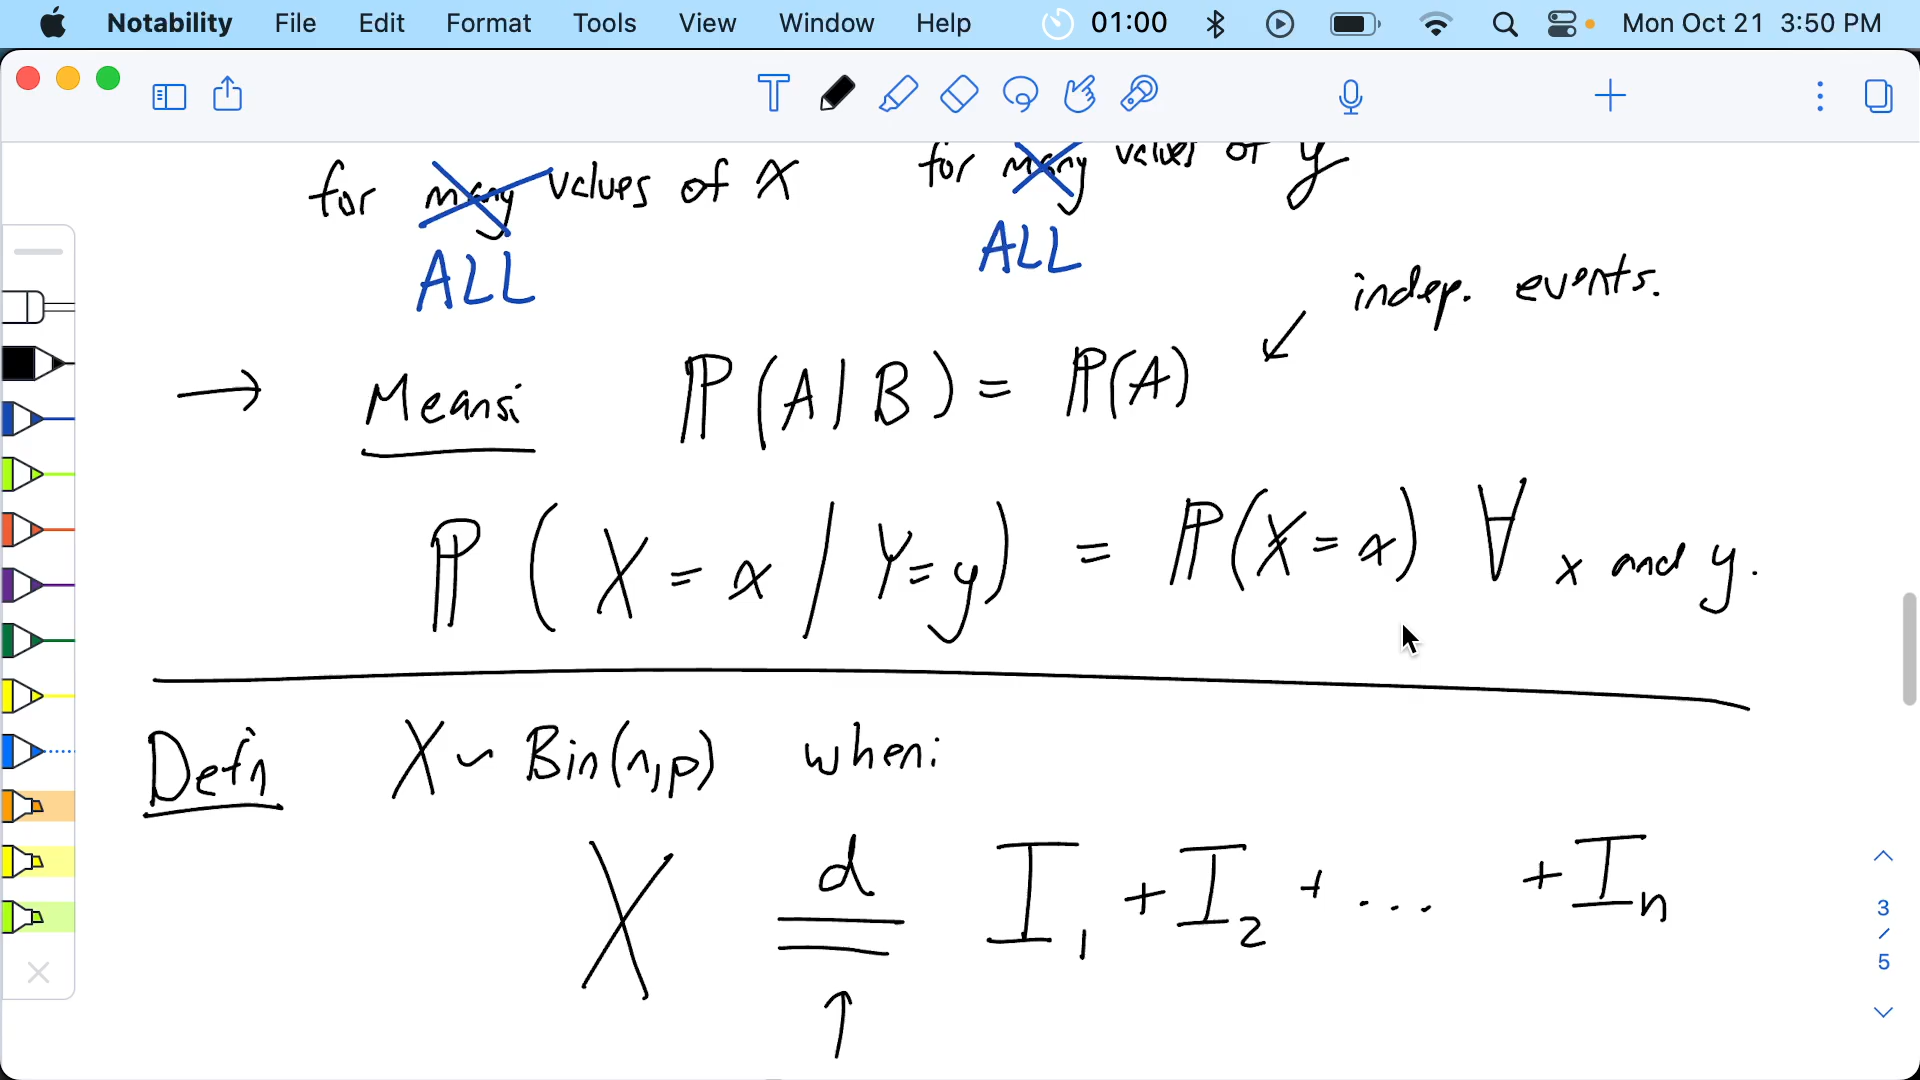 Notability File Edit Format Tools View Window Help 01:00 Mon Oct 21 3:50 PM
for many values of x for many values of y
ALL ALL
indep. events.
→ Means: ℙ(A|B) = ℙ(A)
ℙ(X=x|Y=y) = ℙ(X=x) ∀ x and y.
Defn X ~ Bin(n,p) when:
X d= I₁ + I₂ + ... + Iₙ
↑
3
/
5